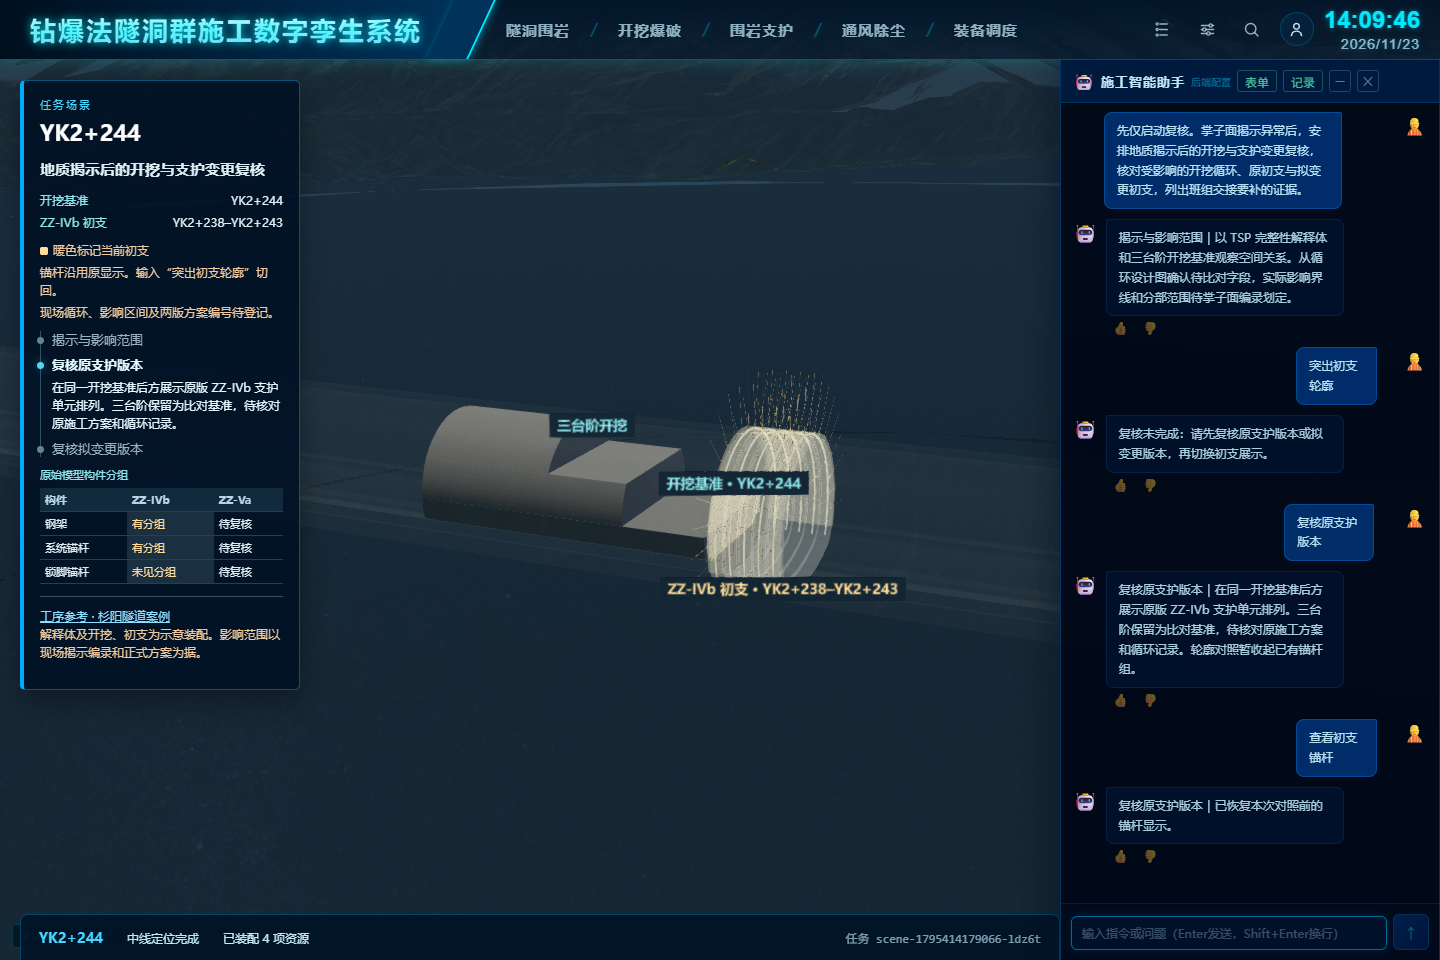 钻爆法隧洞群施工数字孪生系统
隧洞围岩 / 开挖爆破 / 围岩支护 / 通风除尘 / 装备调度
14:09:46
2026/11/23
任务场景
YK2+244
地质揭示后的开挖与支护变更复核
开挖基准 YK2+244
ZZ-IVb 初支 YK2+238–YK2+243
暖色标记当前初支
锚杆沿用原显示。输入“突出初支轮廓”切
回。
现场循环、影响区间及两版方案编号待登记。
揭示与影响范围
复核原支护版本
在同一开挖基准后方展示原版 ZZ-IVb 支护
单元排列。三台阶保留为比对基准，待核对
原施工方案和循环记录。
复核拟变更版本
原始模型构件分组
构件 ZZ-IVb ZZ-Va
钢架 有分组 待复核
系统锚杆 有分组 待复核
锁脚锚杆 未见分组 待复核
工序参考 · 杉阳隧道案例
解释体及开挖、初支为示意装配。影响范围以
现场揭示编录和正式方案为据。
三台阶开挖
开挖基准 • YK2+244
ZZ-IVb 初支 • YK2+238–YK2+243
YK2+244 中线定位完成 已装配 4 项资源
任务 scene-1795414179066-1dz6t
施工智能助手 后端配置 表单 记录
先仅启动复核。掌子面揭示异常后，安
排地质揭示后的开挖与支护变更复核，
核对受影响的开挖循环、原初支与拟变
更初支，列出班组交接要补的证据。
揭示与影响范围 | 以 TSP 完整性解释体
和三台阶开挖基准观察空间关系。从循
环设计图确认待比对字段，实际影响界
线和分部范围待掌子面编录划定。
突出初支
轮廓
复核未完成：请先复核原支护版本或拟
变更版本，再切换初支展示。
复核原支护
版本
复核原支护版本 | 在同一开挖基准后方
展示原版 ZZ-IVb 支护单元排列。三台
阶保留为比对基准，待核对原施工方案
和循环记录。轮廓对照暂收起已有锚杆
组。
查看初支
锚杆
复核原支护版本 | 已恢复本次对照前的
锚杆显示。
输入指令或问题（Enter发送，Shift+Enter换行）